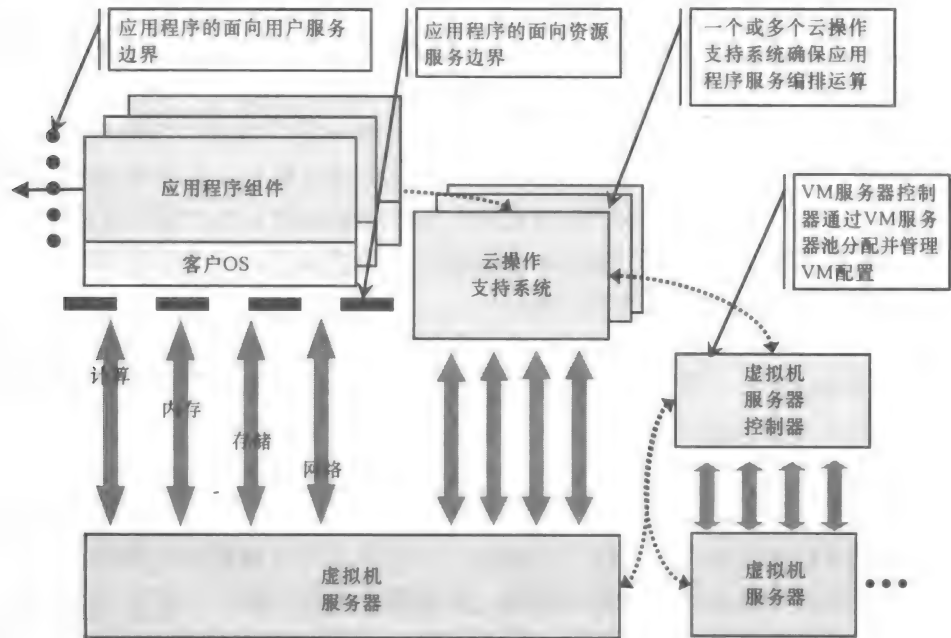 应用程序的面向用户服务
边界
应用程序的面向资源
服务边界
一个或多个云操作
支持系统确保应用
程序服务编排运算
应用程序组件
客户OS
云操作
支持系统
VM服务器控制
器通过VM服务
器池分配并管理
VM配置
计算
内存
存储
网络
虚拟机
服务器
控制器
虚拟机
服务器
虚拟机
服务器